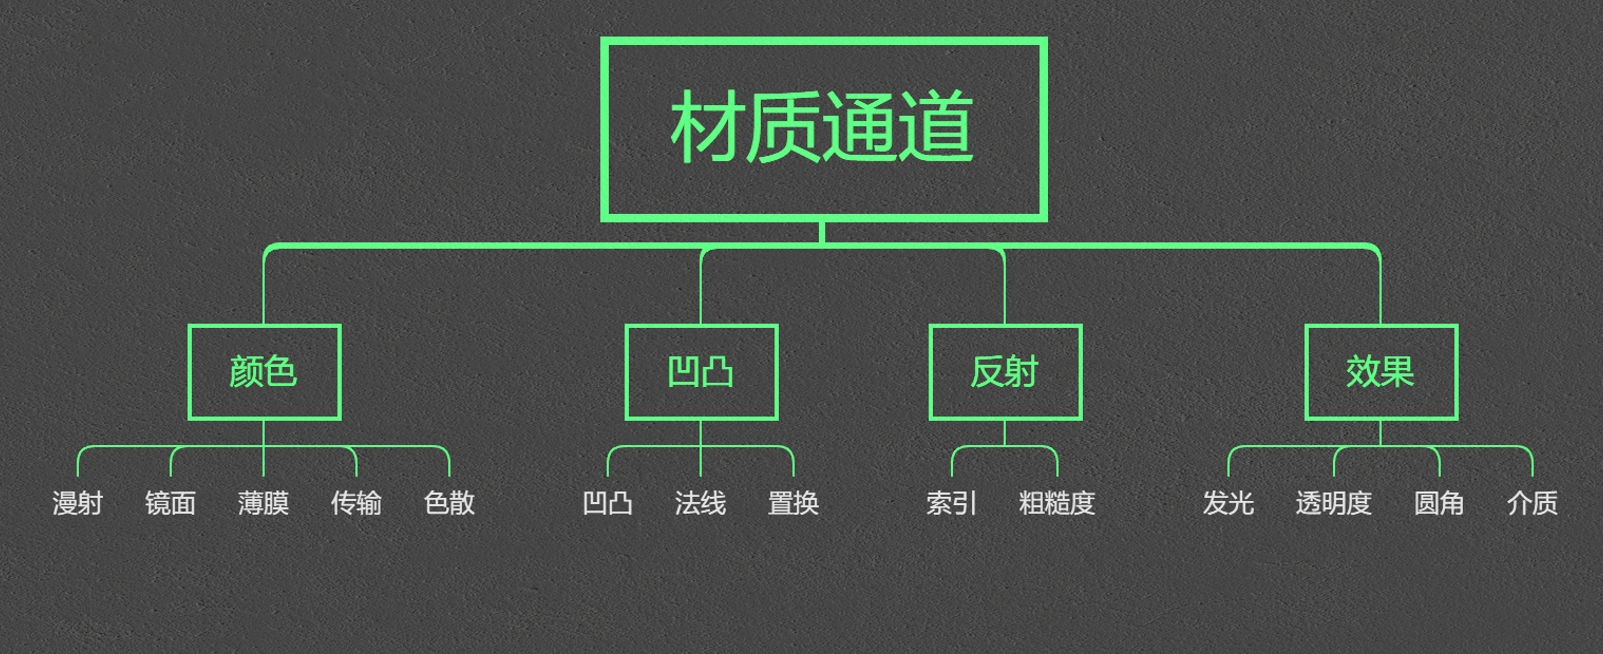 材质通道
颜色 凹凸 反射 效果
漫射 镜面 薄膜 传输 色散 凹凸 法线 置换 索引 粗糙度 发光 透明度 圆角 介质